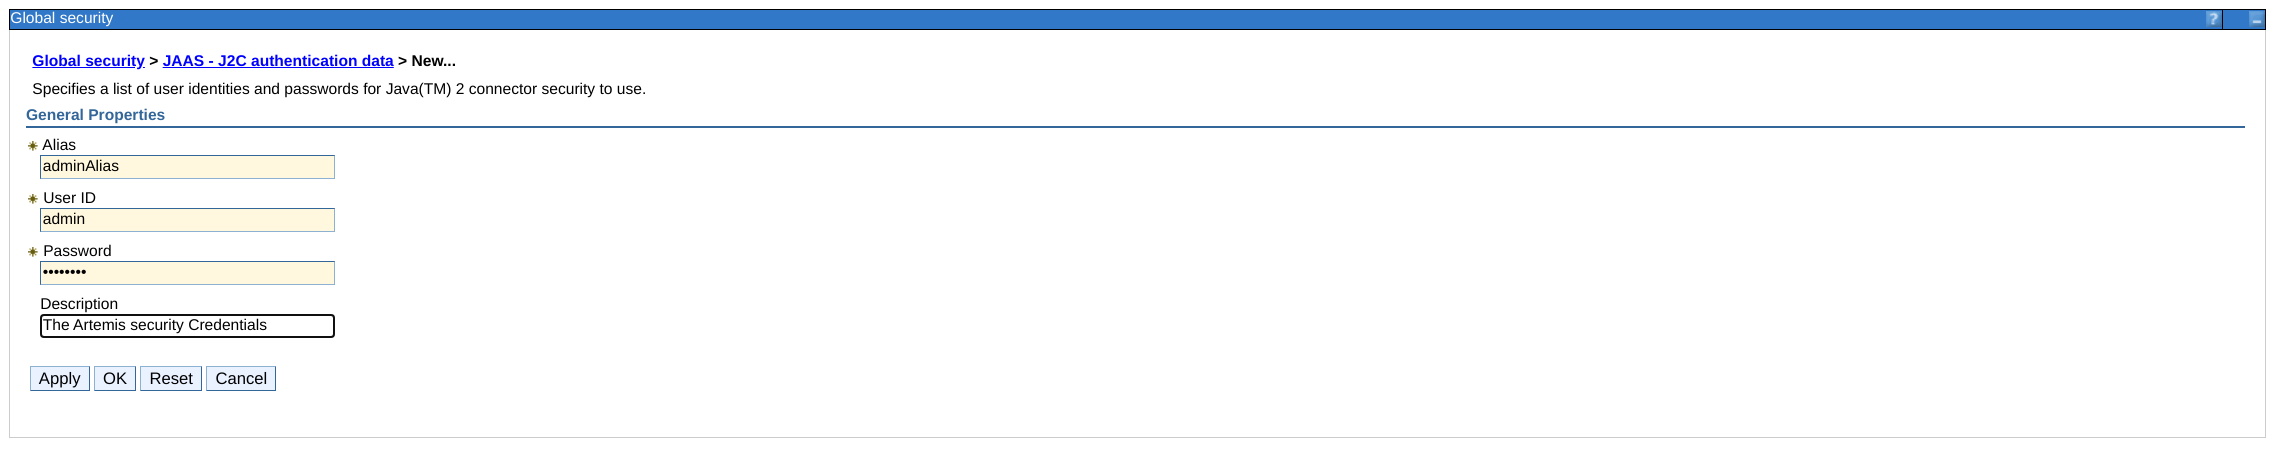 Global security
?
Global security > JAAS - J2C authentication data > New...
Specifies a list of user identities and passwords for Java(TM) 2 connector security to use.
General Properties
Alias
adminAlias
User ID
admin
Password
••••••••
Description
The Artemis security Credentials
Apply OK Reset Cancel